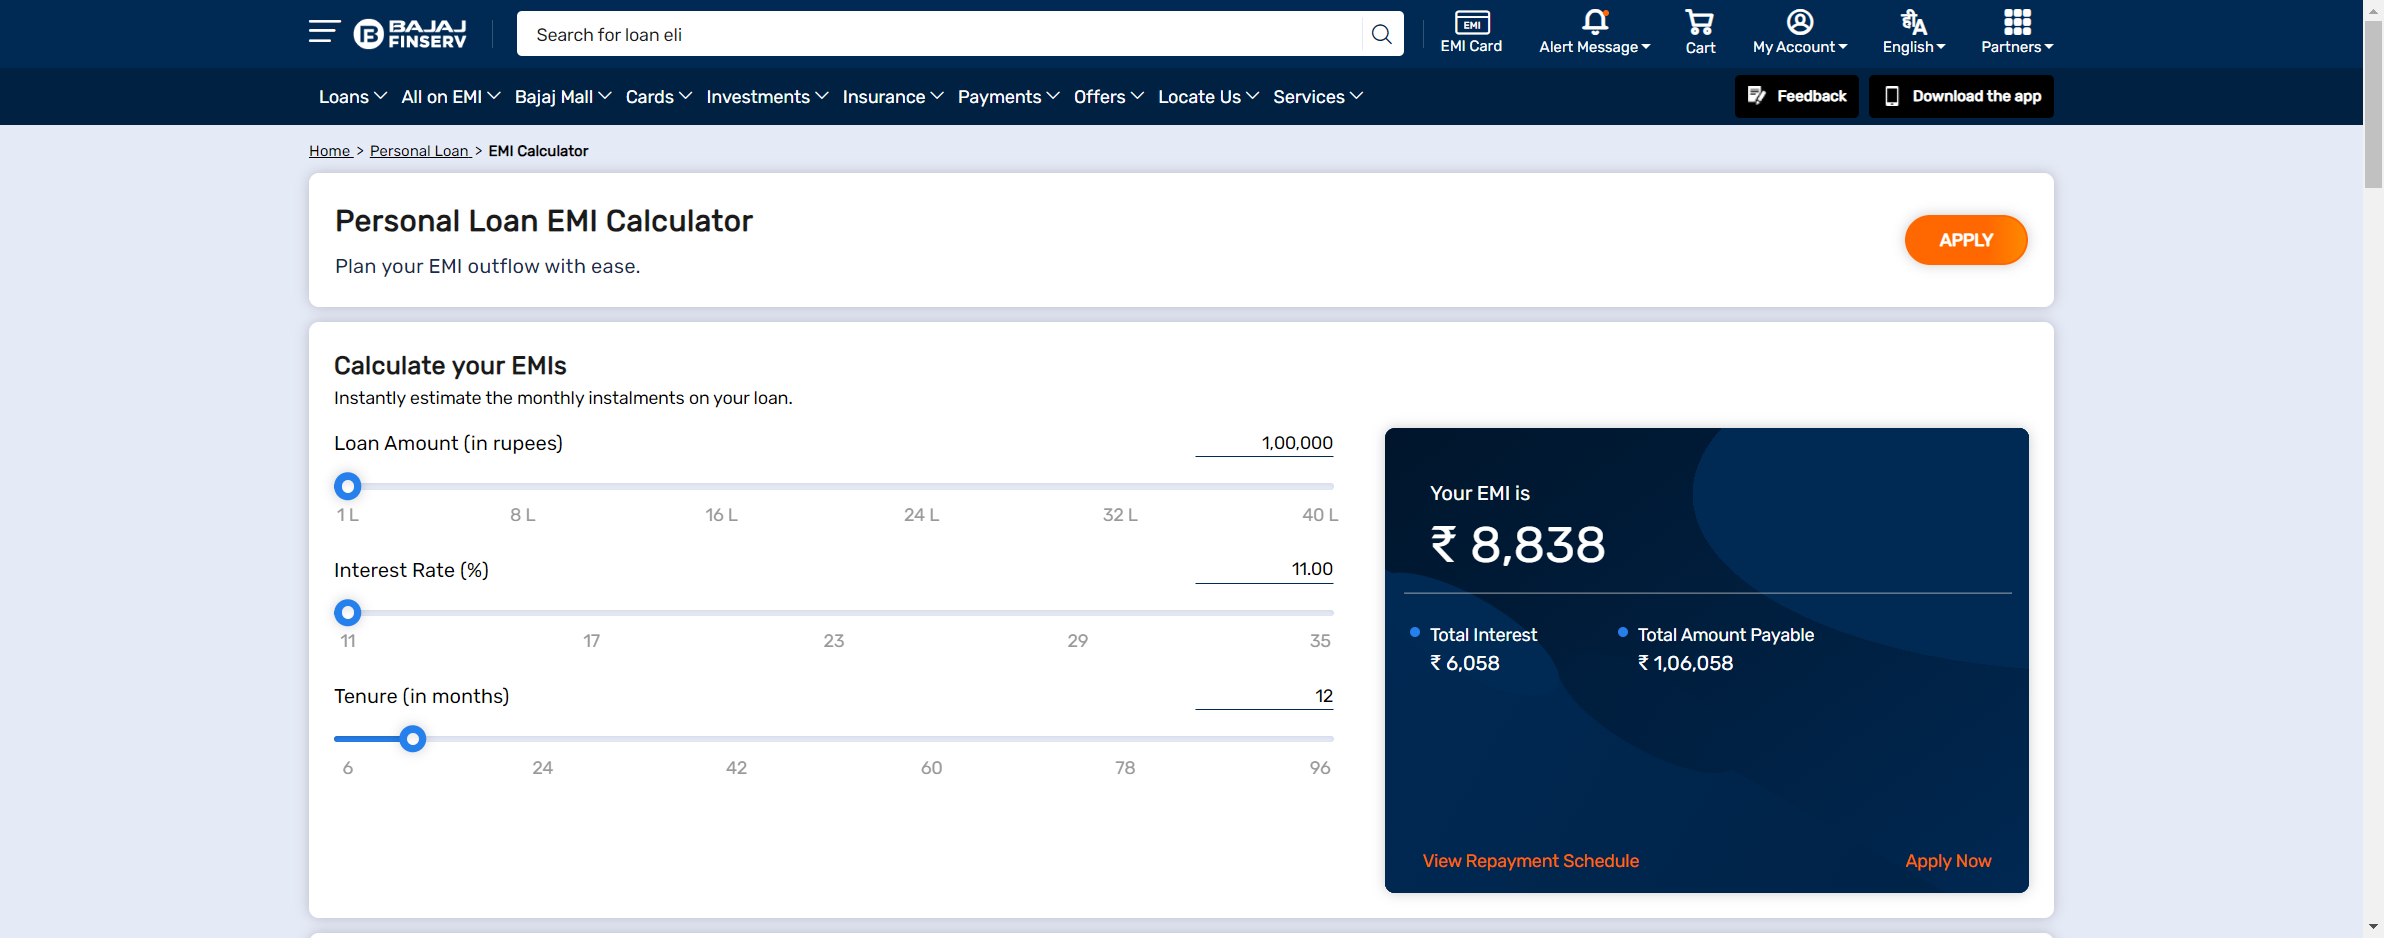 BAJAJ
FINSERV
Search for loan eli
EMI
EMI Card
Alert Message
Cart
My Account
ही A
English
Partners
Loans All on EMI Bajaj Mall Cards Investments Insurance Payments Offers Locate Us Services
Feedback
Download the app
Home > Personal Loan > EMI Calculator
Personal Loan EMI Calculator
Plan your EMI outflow with ease.
APPLY
Calculate your EMIs
Instantly estimate the monthly instalments on your loan.
Loan Amount (in rupees) 1,00,000
1 L 8 L 16 L 24 L 32 L 40 L
Interest Rate (%) 11.00
11 17 23 29 35
Tenure (in months) 12
6 24 42 60 78 96
Your EMI is
₹ 8,838
Total Interest
₹ 6,058
Total Amount Payable
₹ 1,06,058
View Repayment Schedule
Apply Now